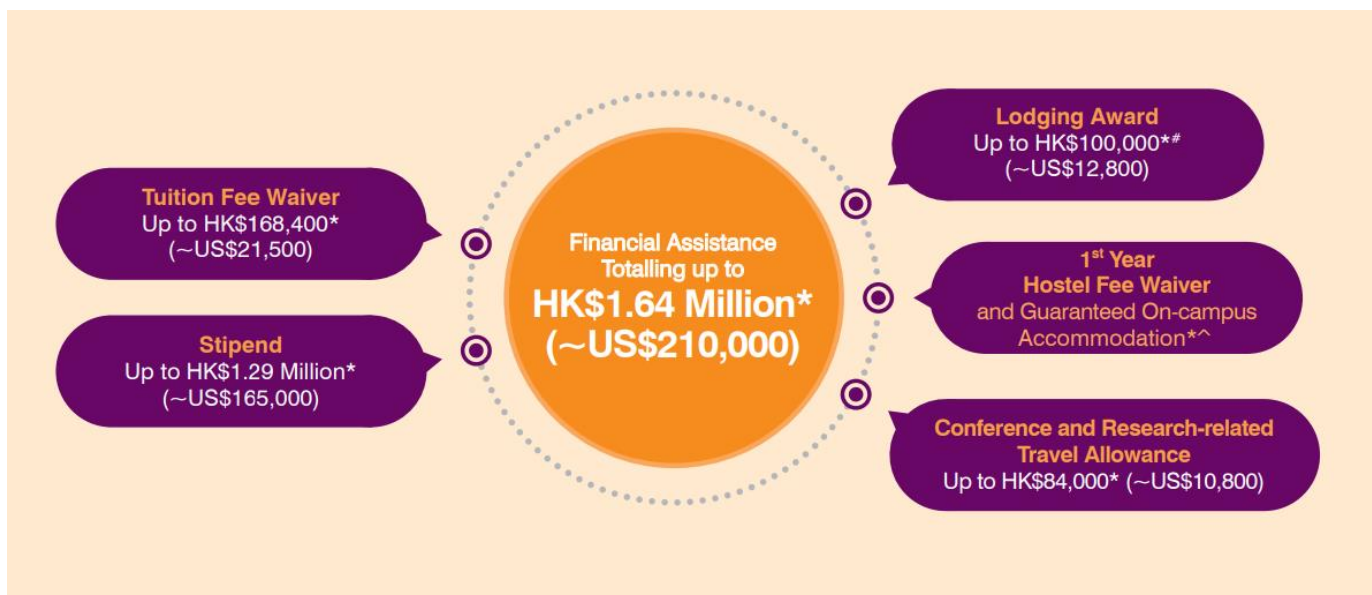 Tuition Fee Waiver
Up to HK$168,400*
(~US$21,500)
Stipend
Up to HK$1.29 Million*
(~US$165,000)
Financial Assistance
Totalling up to
HK$1.64 Million*
(~US$210,000)
Lodging Award
Up to HK$100,000*#
(~US$12,800)
1st Year
Hostel Fee Waiver
and Guaranteed On-campus
Accommodation*^
Conference and Research-related
Travel Allowance
Up to HK$84,000* (~US$10,800)